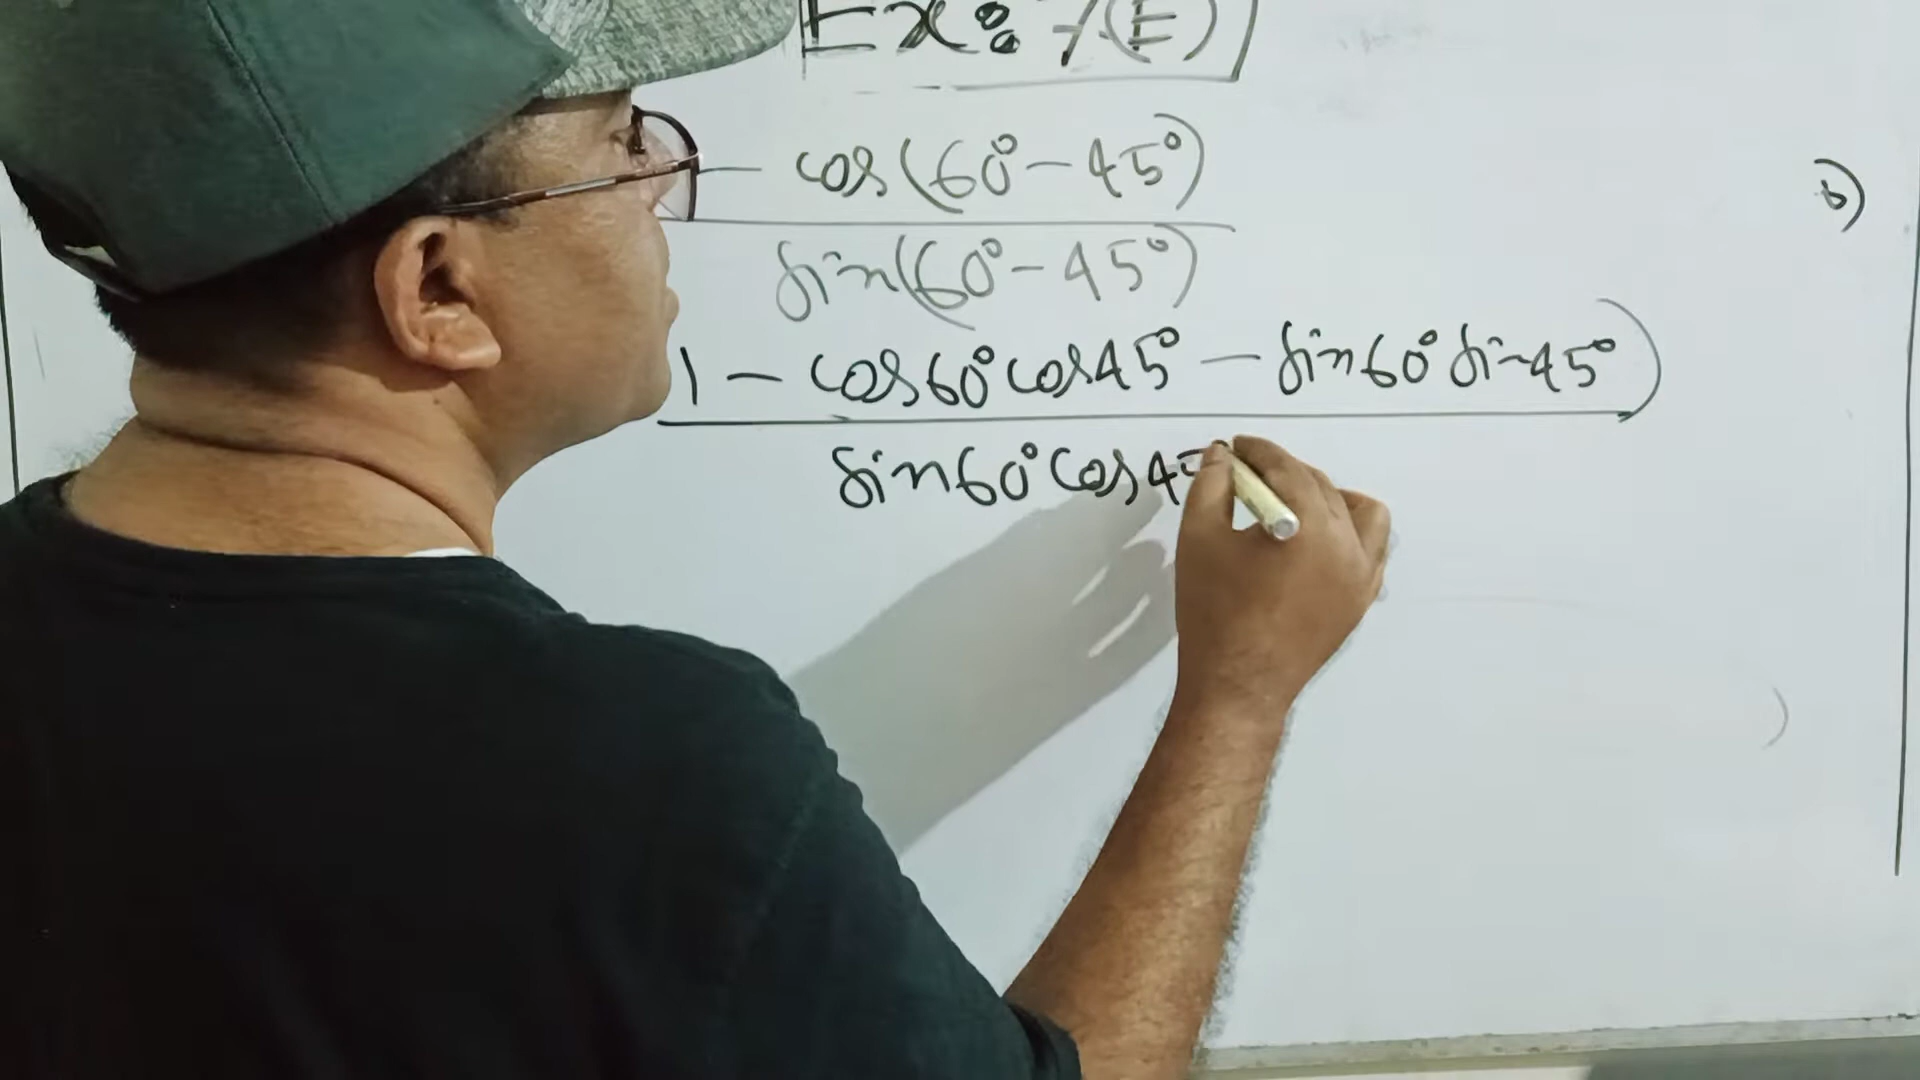 Ex: 7(E)
- cos(60° - 45°)
b)
sin(60° - 45°)
1 - cos60° cos45° - sin60° sin45°)
sin60° cos45
)